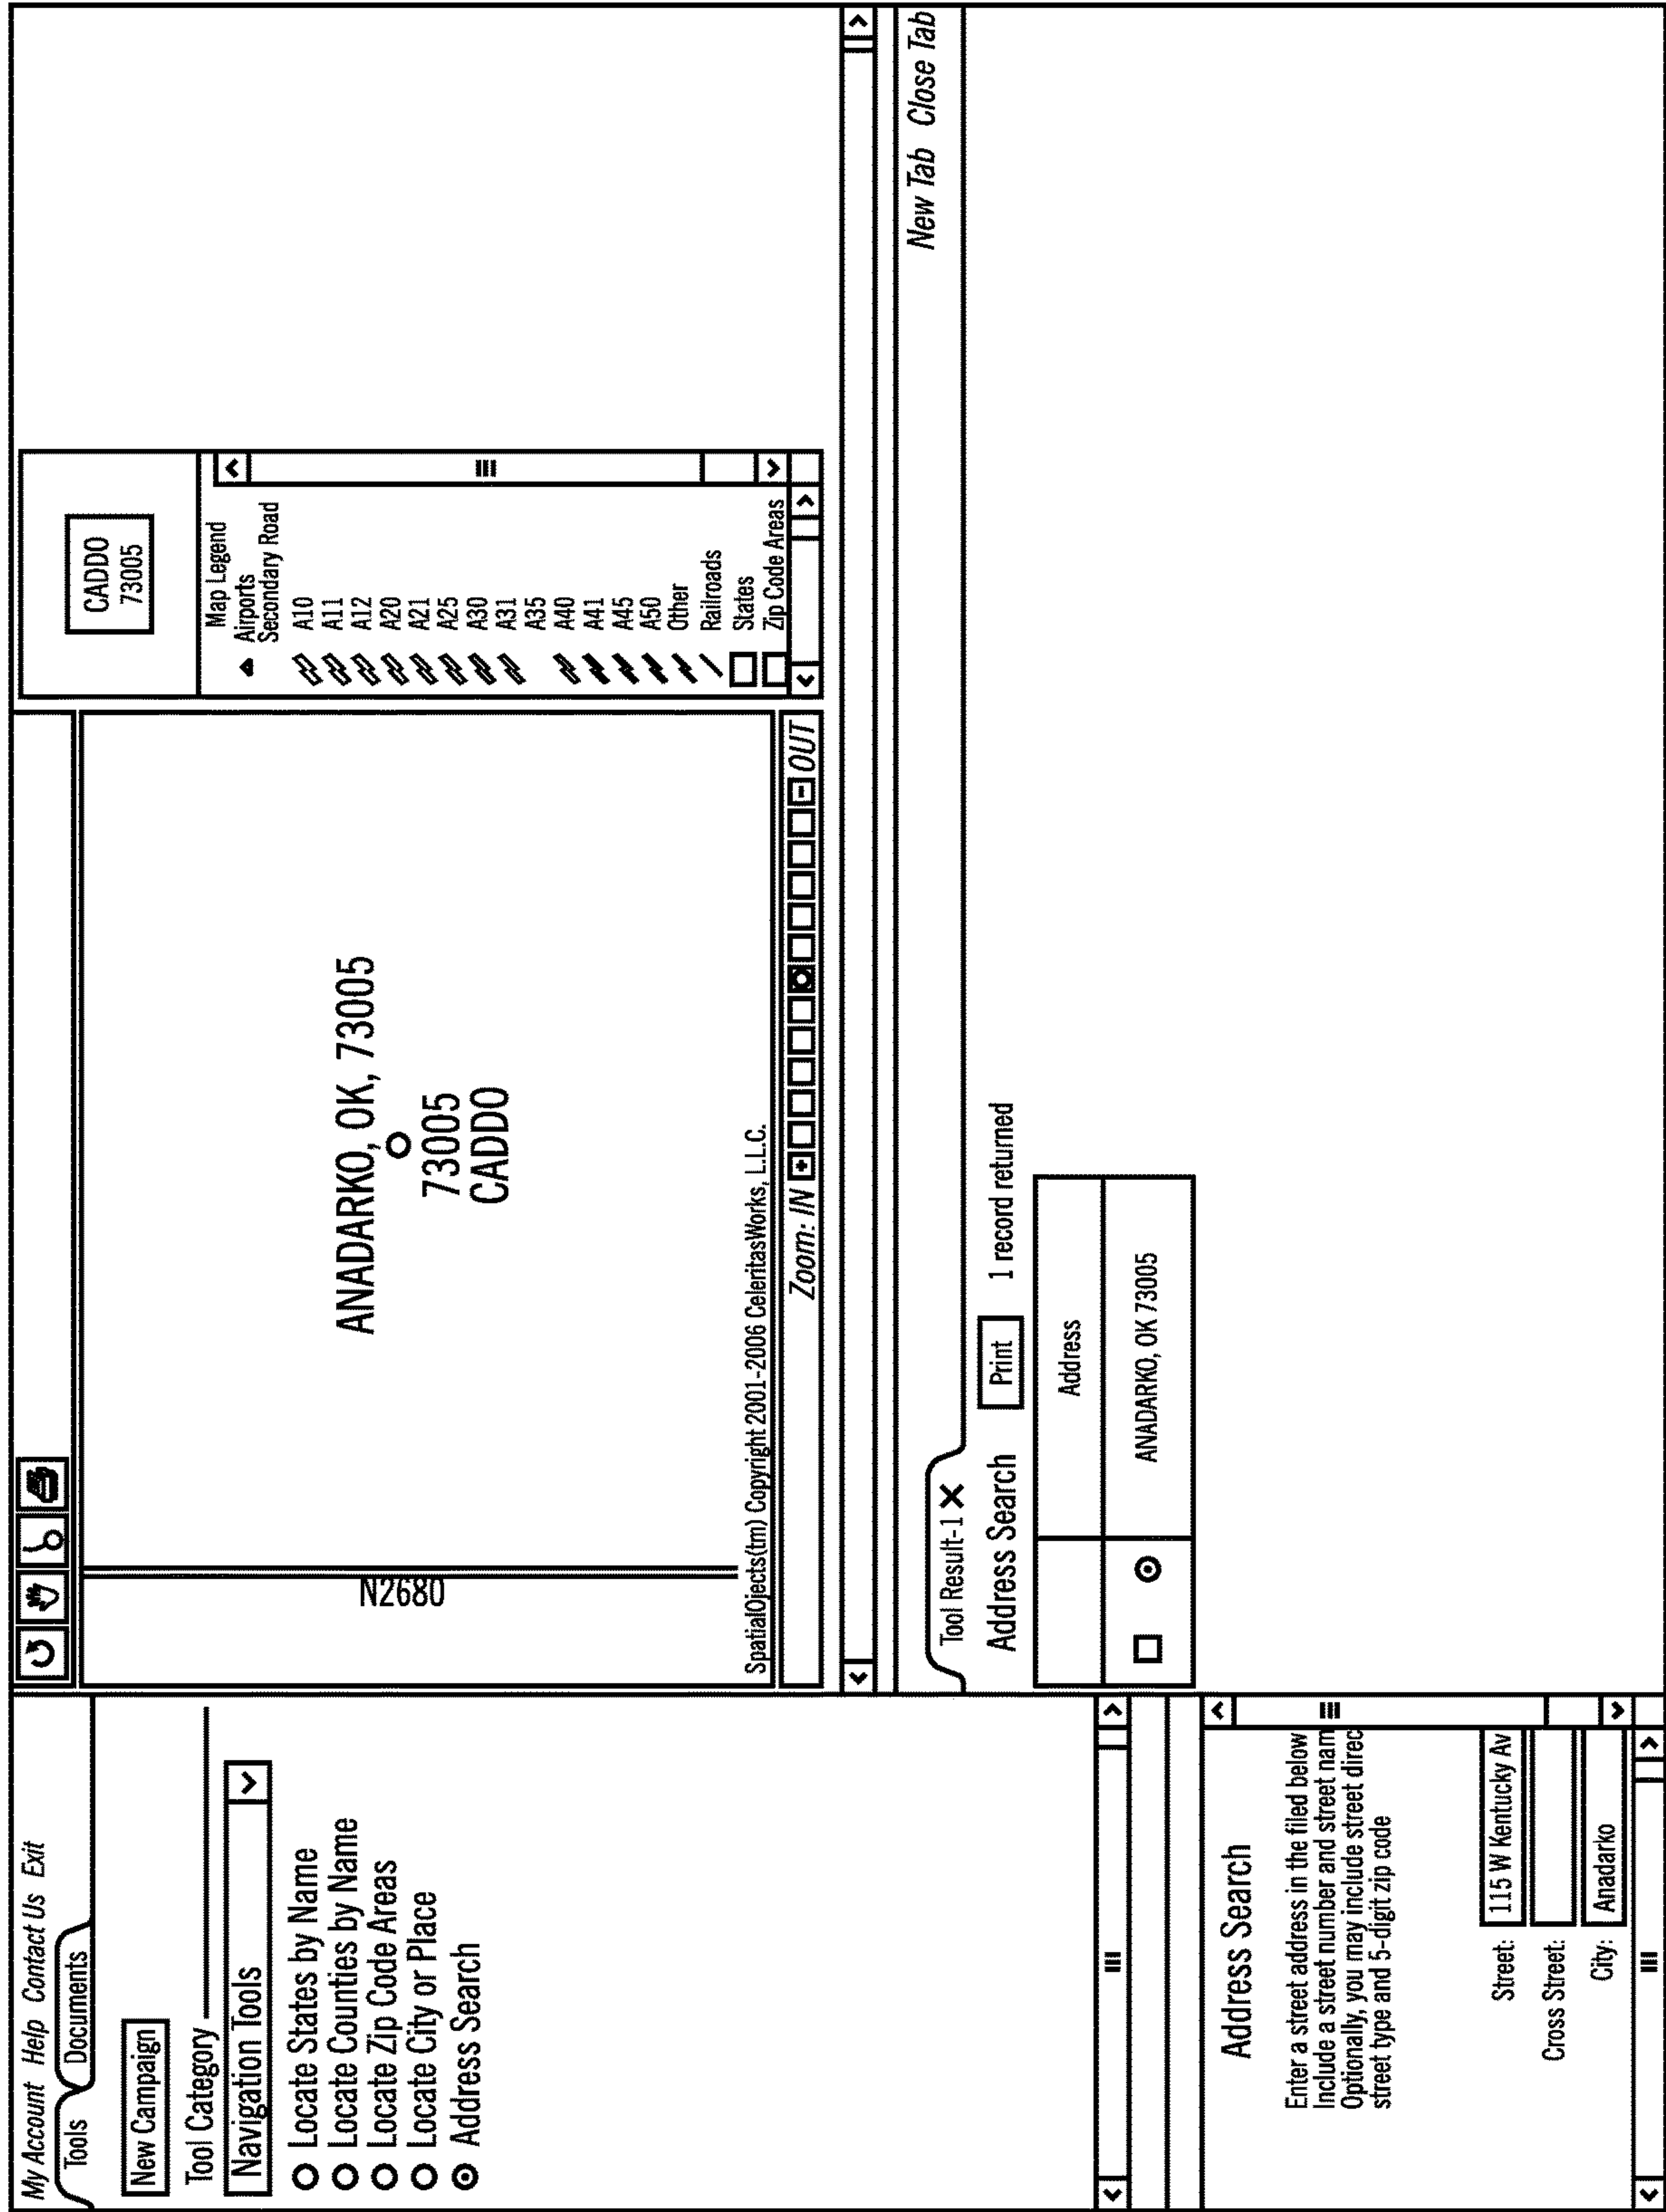 My Account Help Contact Us Exit
Tools Documents
New Campaign
Tool Category
Navigation Tools
Locate States by Name
Locate Counties by Name
Locate Zip Code Areas
Locate City or Place
Address Search
Address Search
Enter a street address in the filed below
Include a street number and street nam
Optionally, you may include street direc
street type and 5-digit zip code
Street: 115 W Kentucky Av
Cross Street:
City: Anadarko
N2680
ANADARKO, OK, 73005
73005
CADDO
SpatialOjects(tm) Copyright 2001-2006 CeleritasWorks, L.L.C.
Zoom: IN OUT
CADDO
73005
Map Legend
Airports
Secondary Road
A10
A11
A12
A20
A21
A25
A30
A31
A35
A40
A41
A45
A50
Other
Railroads
States
Zip Code Areas
New Tab Close Tab
Tool Result-1 X
Address Search Print 1 record returned
Address
ANADARKO, OK 73005